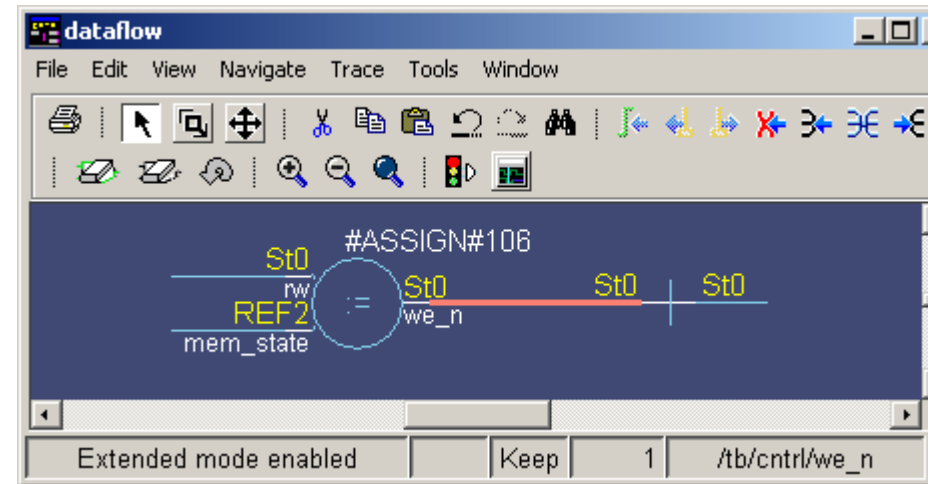 dataflow
File Edit View Navigate Trace Tools Window
#ASSIGN#106
St0
rw
REF2
mem_state
:=
St0
we_n
St0
St0
Extended mode enabled Keep 1 /tb/cntrl/we_n